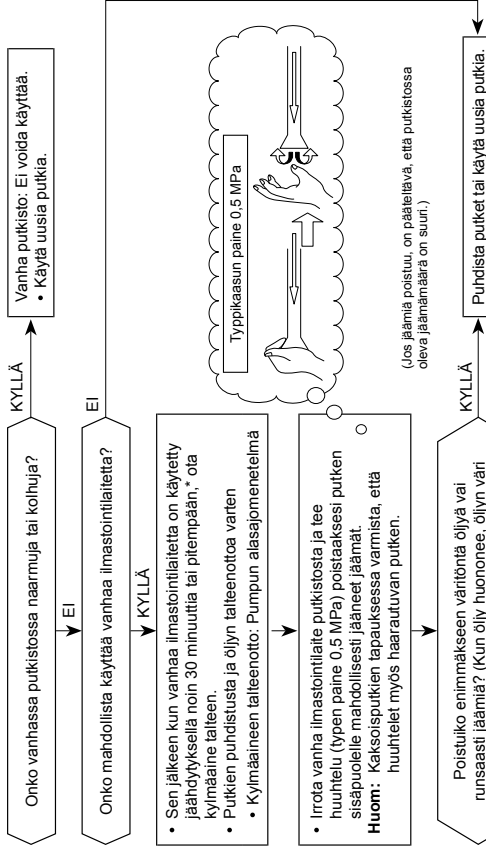 Onko vanhassa putkistossa naarmuja tai kolhuja?
KYLLÄ
Vanha putkisto: Ei voida käyttää.
• Käytä uusia putkia.
EI
Onko mahdollista käyttää vanhaa ilmastointilaitetta?
EI
KYLLÄ
• Sen jälkeen kun vanhaa ilmastointilaitetta on käytetty
jäähdytyksellä noin 30 minuuttia tai pitempään,* ota
kylmäaine talteen.
• Putkien puhdistusta ja öljyn talteenottoa varten
• Kylmäaineen talteenotto: Pumpun alasajomenetelmä
Typpikaasun paine 0,5 MPa
• Irrota vanha ilmastointilaite putkistosta ja tee
huuhtelu (typen paine 0,5 MPa) poistaaksesi putken
sisäpuolelle mahdollisesti jääneet jäämät.
Huom: Kaksoisputkien tapauksessa varmista, että
huuhtelet myös haarautuvan putken.
(Jos jäämiä poistuu, on pääteltävä, että putkistossa
oleva jäämämäärä on suuri.)
Poistuiko enimmäkseen väritöntä öljyä vai
runsaasti jäämiä? (Kun öliy huononee, öliyn väri
KYLLÄ
Puhdista putket tai käytä uusia putkia.